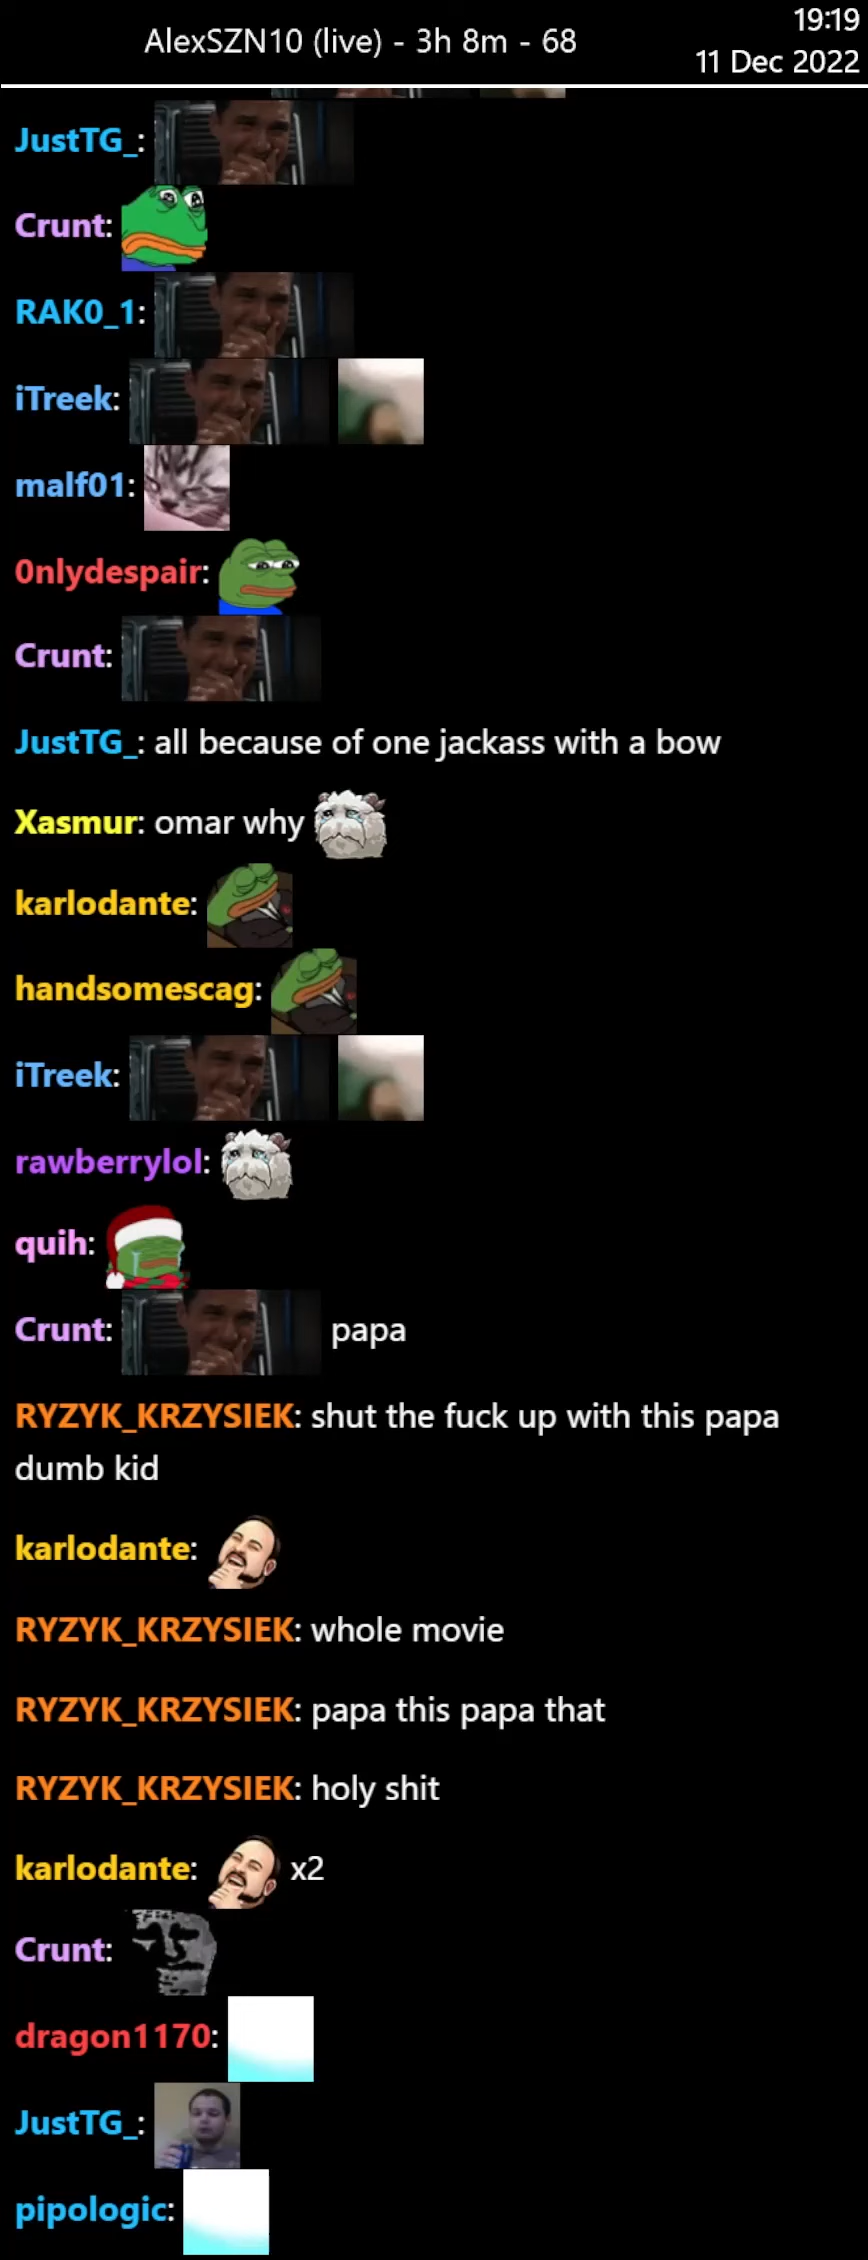 AlexSZN10 (live) - 3h 8m - 68
19:19
11 Dec 2022
JustTG_:
Crunt:
RAK0_1:
iTreek:
malf01:
0nlydespair:
Crunt:
JustTG_: all because of one jackass with a bow
Xasmur: omar why
karlodante:
handsomescag:
iTreek:
rawberrylol:
quih:
Crunt: papa
RYZYK_KRZYSIEK: shut the fuck up with this papa
dumb kid
karlodante:
RYZYK_KRZYSIEK: whole movie
RYZYK_KRZYSIEK: papa this papa that
RYZYK_KRZYSIEK: holy shit
karlodante: x2
Crunt:
dragon1170:
JustTG_:
pipologic: